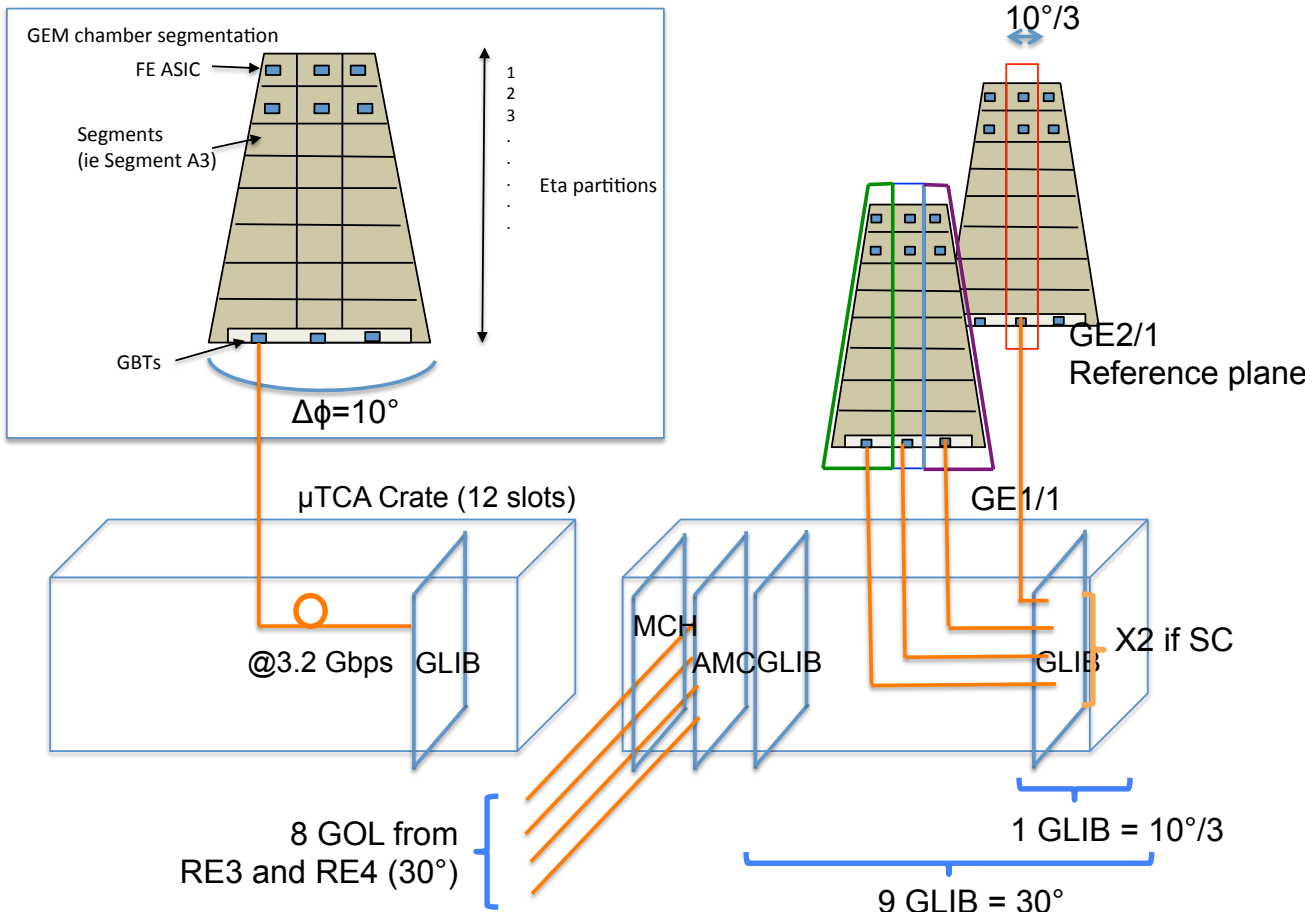 10°/3
GEM chamber segmentation
FE ASIC
1
2
3
.
.
.
.
.
Segments
(ie Segment A3)
Eta partitions
GBTs
Δϕ=10°
GE2/1
Reference plane
μTCA Crate (12 slots)
GE1/1
@3.2 Gbps
GLIB
MCH
AMC
GLIB
GLIB
X2 if SC
8 GOL from
RE3 and RE4 (30°)
1 GLIB = 10°/3
9 GLIB = 30°